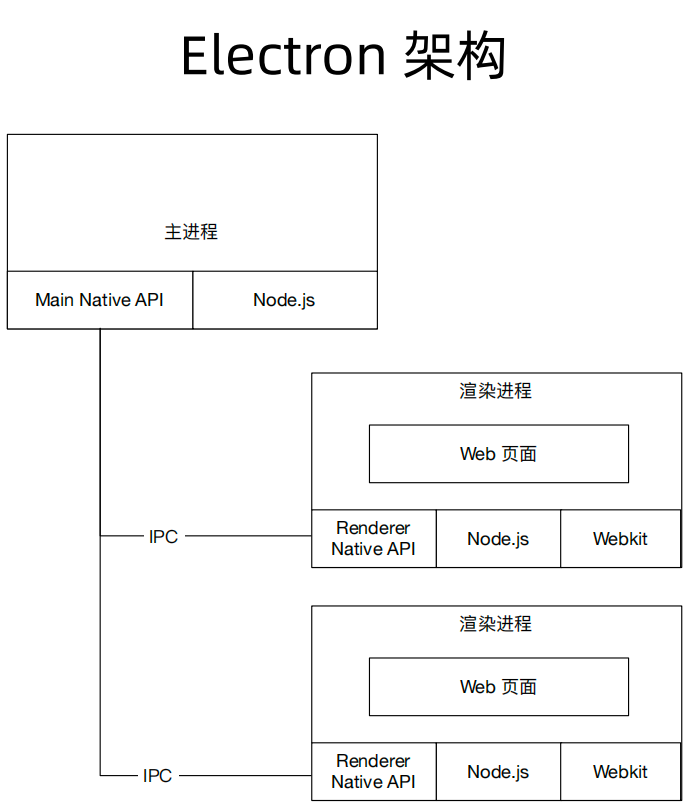 Electron 架构
主进程
Main Native API
Node.js
渲染进程
Web 页面
IPC
Renderer
Native API
Node.js
Webkit
渲染进程
Web 页面
IPC
Renderer
Native API
Node.js
Webkit